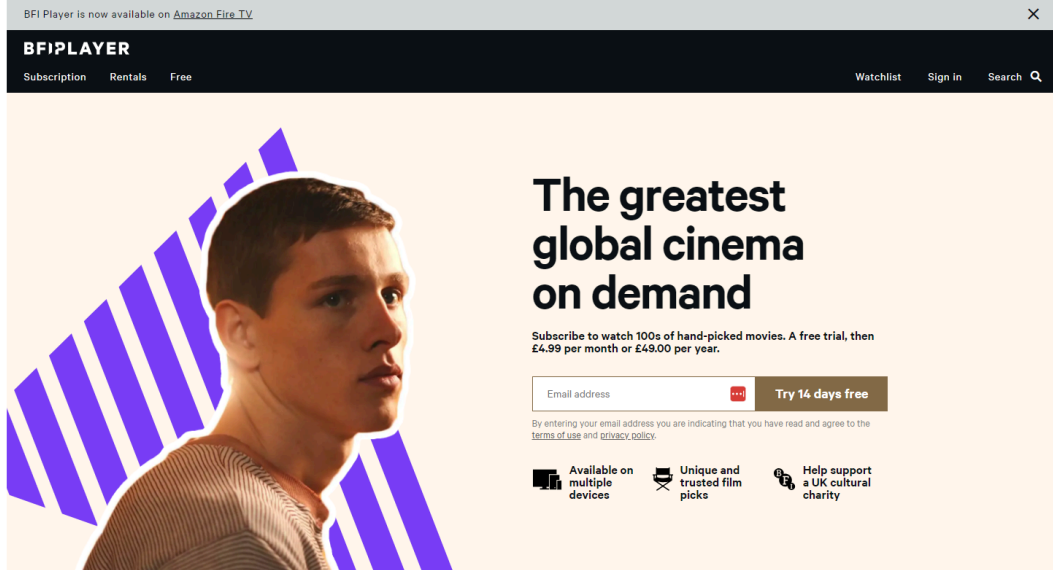 BFI Player is now available on Amazon Fire TV
BFI PLAYER
Subscription Rentals Free Watchlist Sign in Search
The greatest
global cinema
on demand
Subscribe to watch 100s of hand-picked movies. A free trial, then
£4.99 per month or £49.00 per year.
Email address Try 14 days free
By entering your email address you are indicating that you have read and agree to the
terms of use and privacy policy.
Available on
multiple
devices
Unique and
trusted film
picks
BFI
Help support
a UK cultural
charity